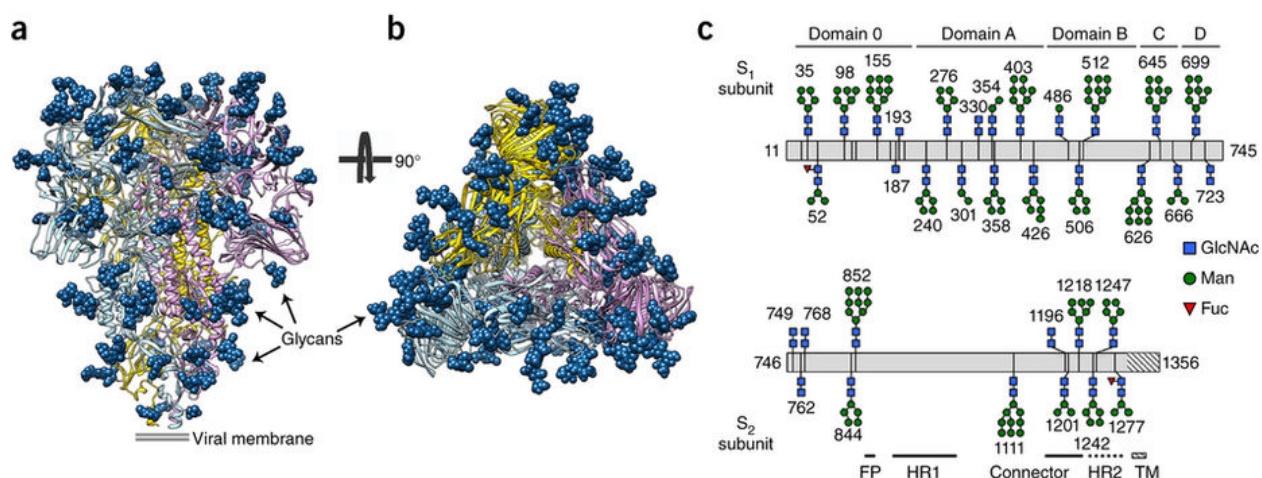 a
b
c
90°
Glycans
Viral membrane
Domain 0
Domain A
Domain B
C
D
S1
subunit
35
98
155
193
276
330
354
403
486
512
645
699
11
745
52
187
240
301
358
426
506
626
666
723
GlcNAc
Man
Fuc
749
768
852
1196
1218
1247
746
1356
762
844
1111
1201
1242
1277
S2
subunit
FP
HR1
Connector
HR2
TM